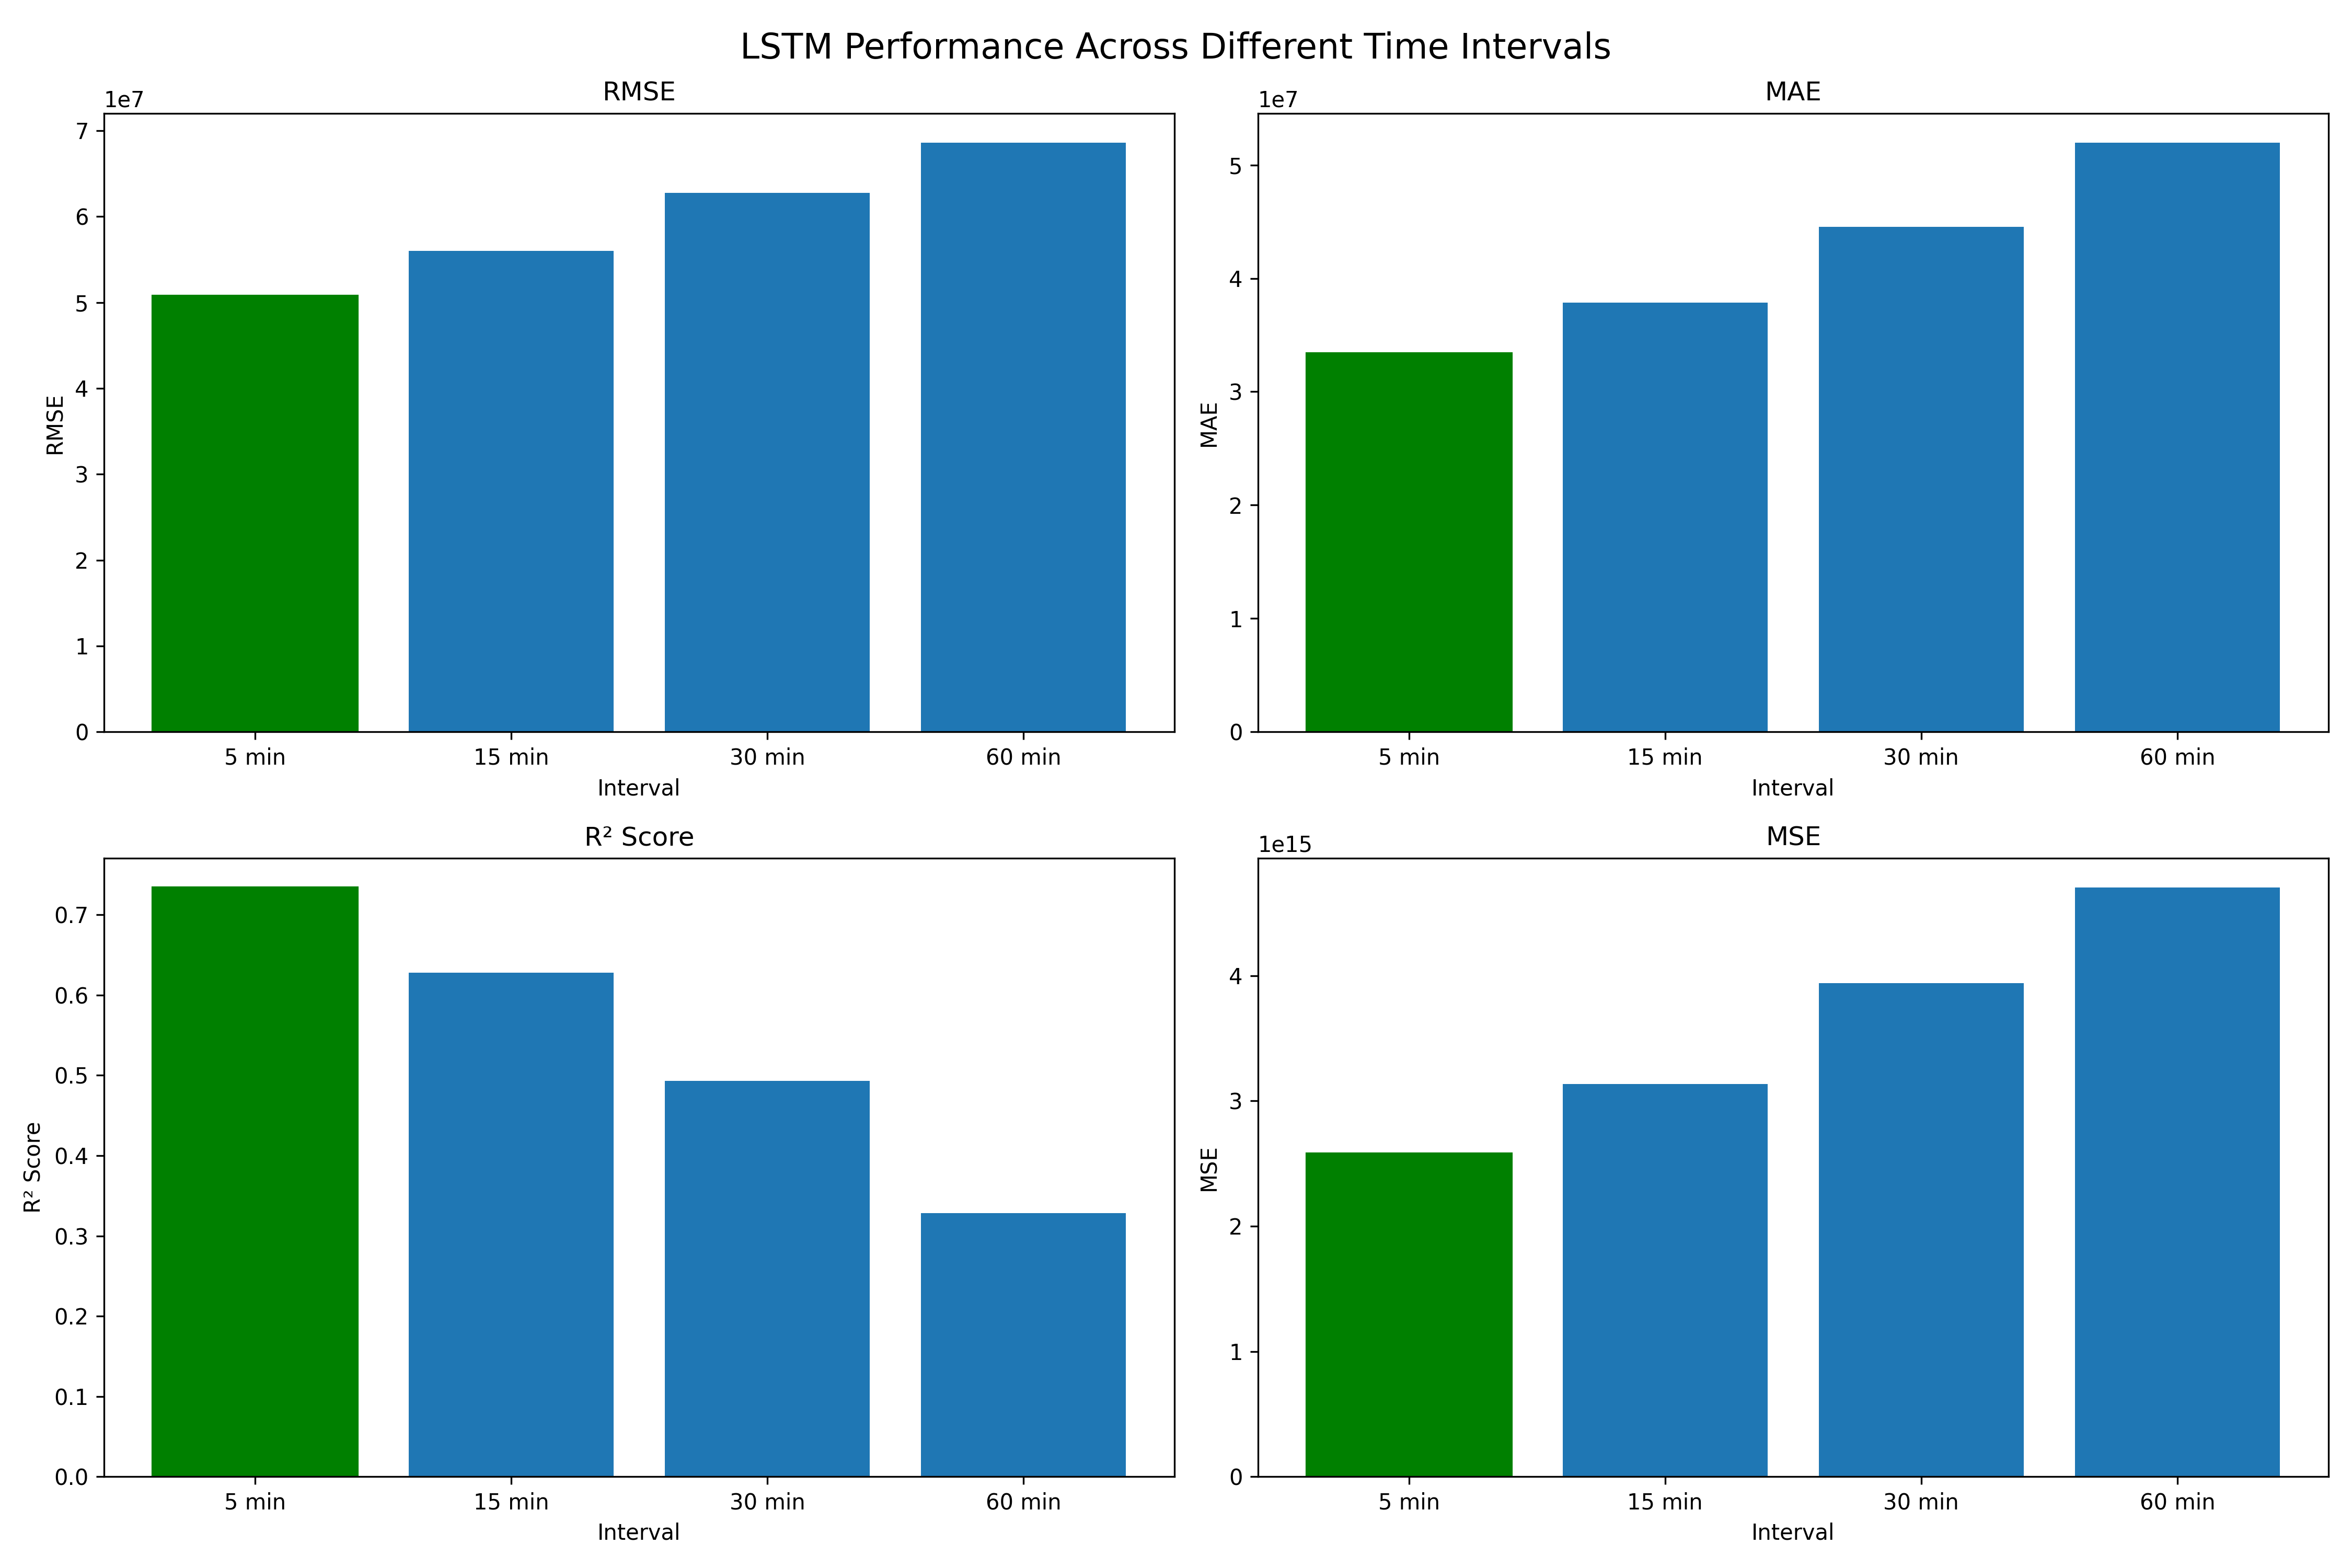 LSTM Performance Across Different Time Intervals
RMSE
1e7
7
6
5
4
3
2
1
0
RMSE
5 min 15 min 30 min 60 min
Interval
MAE
1e7
5
4
3
2
1
0
MAE
5 min 15 min 30 min 60 min
Interval
R² Score
0.7
0.6
0.5
0.4
0.3
0.2
0.1
0.0
R² Score
5 min 15 min 30 min 60 min
Interval
MSE
1e15
4
3
2
1
0
MSE
5 min 15 min 30 min 60 min
Interval